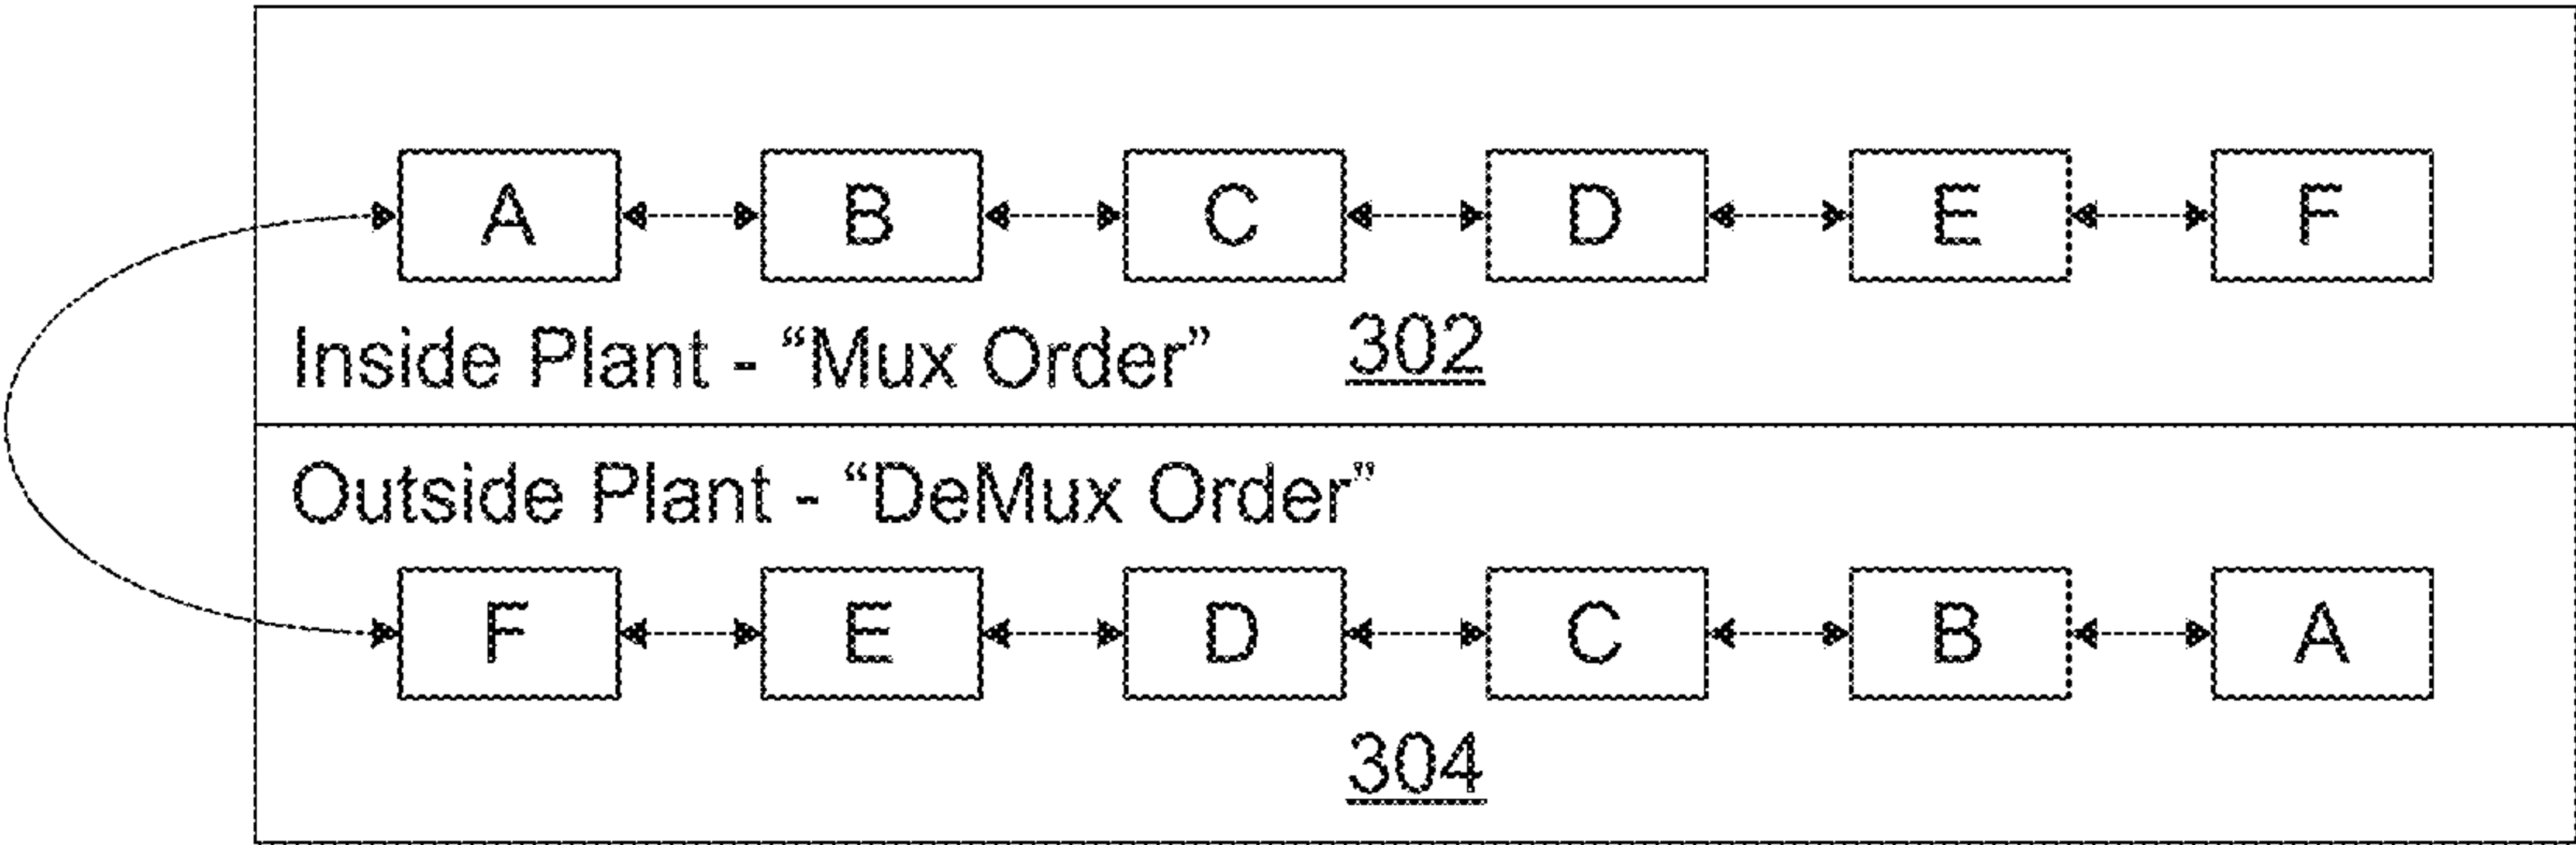 A B C D E F
Inside Plant - “Mux Order” 302
Outside Plant - “DeMux Order”
F E D C B A
304